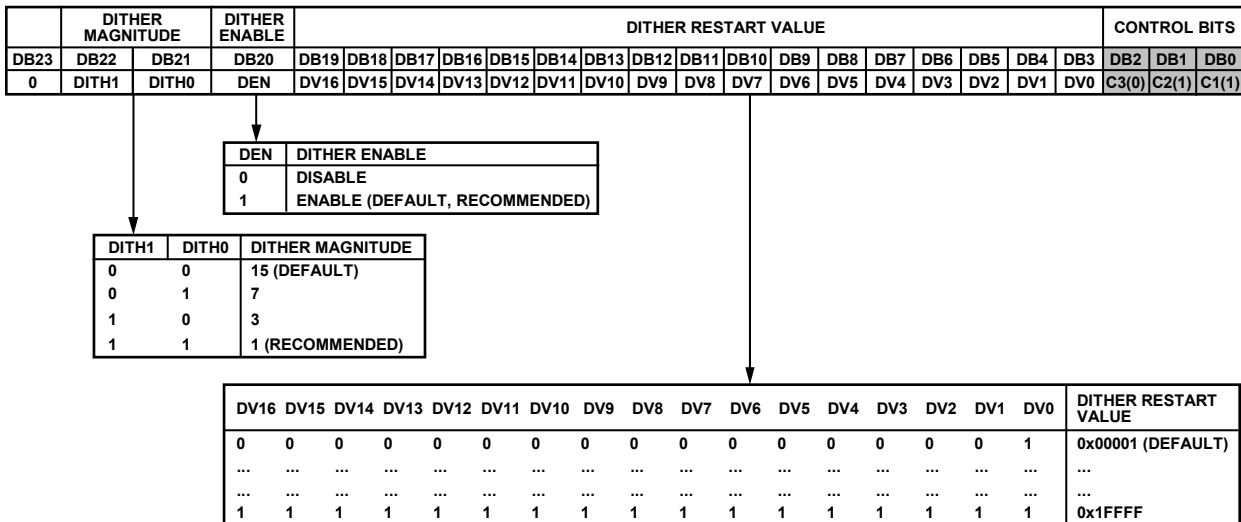 DITHER MAGNITUDE DITHER ENABLE DITHER RESTART VALUE CONTROL BITS
DB23 DB22 DB21 DB20 DB19 DB18 DB17 DB16 DB15 DB14 DB13 DB12 DB11 DB10 DB9 DB8 DB7 DB6 DB5 DB4 DB3 DB2 DB1 DB0
0 DITH1 DITH0 DEN DV16 DV15 DV14 DV13 DV12 DV11 DV10 DV9 DV8 DV7 DV6 DV5 DV4 DV3 DV2 DV1 DV0 C3(0) C2(1) C1(1)
DEN DITHER ENABLE
0 DISABLE
1 ENABLE (DEFAULT, RECOMMENDED)
DITH1 DITH0 DITHER MAGNITUDE
0 0 15 (DEFAULT)
0 1 7
1 0 3
1 1 1 (RECOMMENDED)
DV16 DV15 DV14 DV13 DV12 DV11 DV10 DV9 DV8 DV7 DV6 DV5 DV4 DV3 DV2 DV1 DV0 DITHER RESTART VALUE
0 0 0 0 0 0 0 0 0 0 0 0 0 0 0 0 1 0x00001 (DEFAULT)
... ... ... ... ... ... ... ... ... ... ... ... ... ... ... ... ... ...
... ... ... ... ... ... ... ... ... ... ... ... ... ... ... ... ... ...
1 1 1 1 1 1 1 1 1 1 1 1 1 1 1 1 1 0x1FFFF